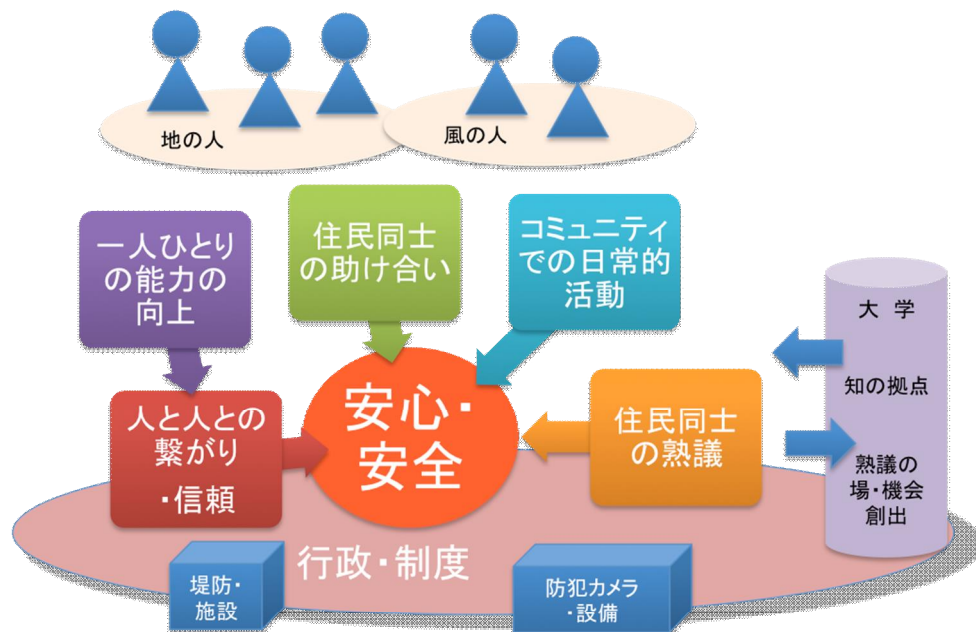 地の人
風の人
一人ひとり
の能力の
向上
住民同士
の助け合い
コミュニティ
での日常的
活動
大 学
知の拠点
熟議の
場・機会
創出
人と人との
繋がり
・信頼
安心・
安全
住民同士
の熟議
行政・制度
堤防・
施設
防犯カメラ
・設備